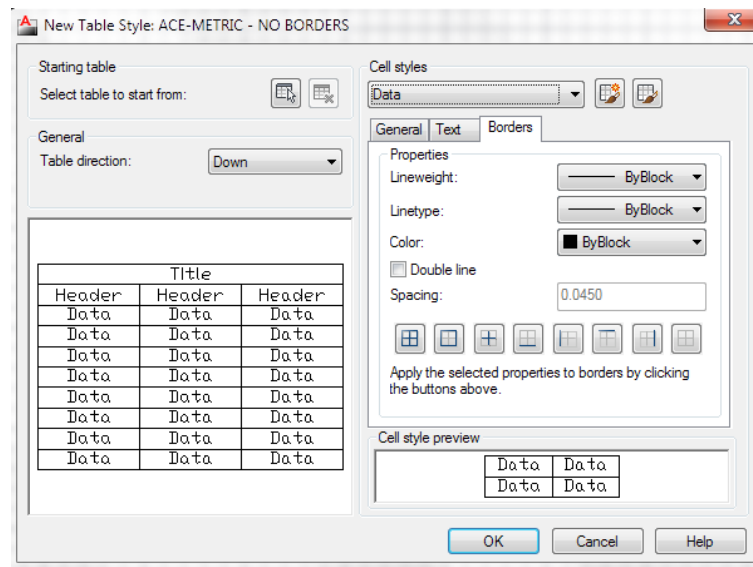 New Table Style: ACE-METRIC - NO BORDERS
Starting table
Select table to start from:
General
Table direction:
Down
TItle
Header Header Header
Data Data Data
Data Data Data
Data Data Data
Data Data Data
Data Data Data
Data Data Data
Data Data Data
Data Data Data
Cell styles
Data
General Text Borders
Properties
Lineweight: ByBlock
Linetype: ByBlock
Color: ByBlock
Double line
Spacing: 0.0450
Apply the selected properties to borders by clicking
the buttons above.
Cell style preview
Data Data
Data Data
OK Cancel Help